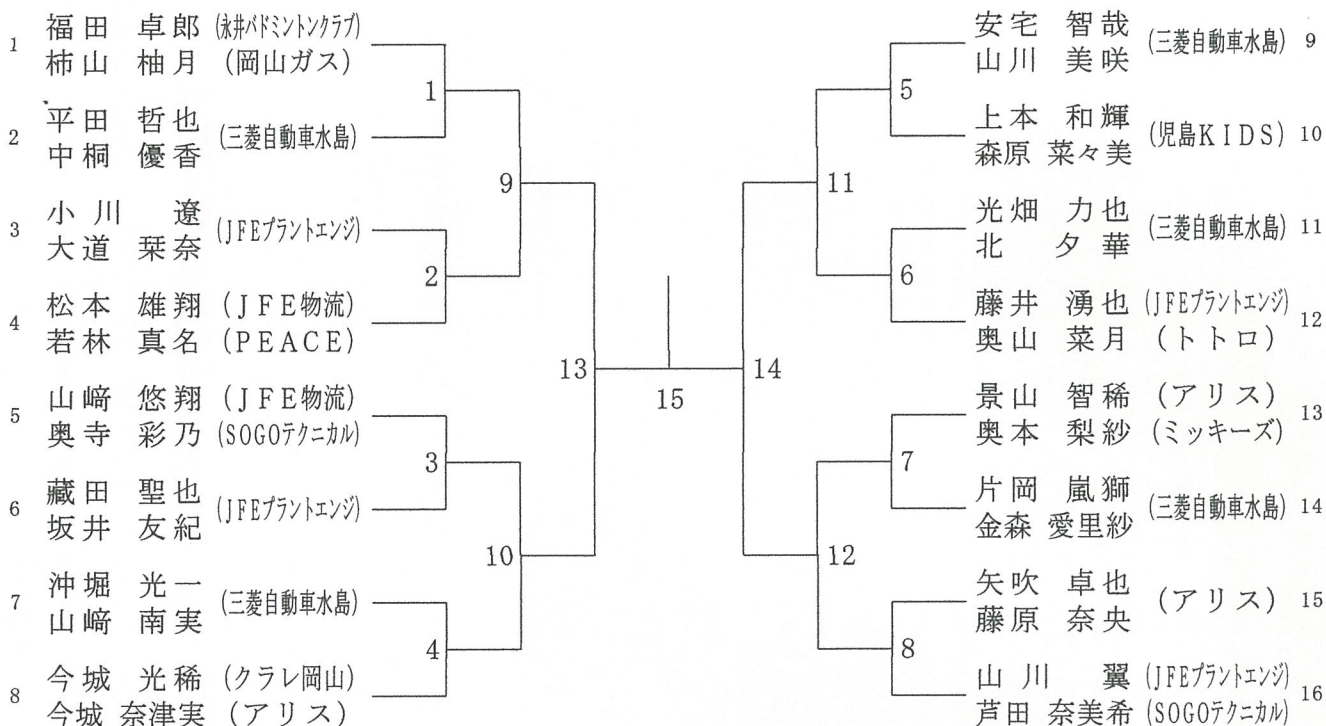 1 福田 卓郎 (永井バドミントンクラブ)
柿山 柚月 (岡山ガス)
2 平田 哲也 (三菱自動車水島)
中桐 優香
3 小川 遼 (JFEプラントエンジ)
大道 栞奈
4 松本 雄翔 (JFE物流)
若林 真名 (PEACE)
5 山﨑 悠翔 (JFE物流)
奥寺 彩乃 (SOGOテクニカル)
6 藏田 聖也 (JFEプラントエンジ)
坂井 友紀
7 沖堀 光一 (三菱自動車水島)
山﨑 南実
8 今城 光稀 (クラレ岡山)
今城 奈津実 (アリス)
1
2
3
4
9
10
13
15
14
11
12
5
6
7
8
安宅 智哉 (三菱自動車水島) 9
山川 美咲
上本 和輝 (児島KIDS) 10
森原 菜々美
光畑 力也 (三菱自動車水島) 11
北 夕華
藤井 湧也 (JFEプラントエンジ) 12
奥山 菜月 (トトロ)
景山 智稀 (アリス) 13
奥本 梨紗 (ミッキーズ)
片岡 嵐獅 (三菱自動車水島) 14
金森 愛里紗
矢吹 卓也 (アリス) 15
藤原 奈央
山川 翼 (JFEプラントエンジ) 16
芦田 奈美希 (SOGOテクニカル)